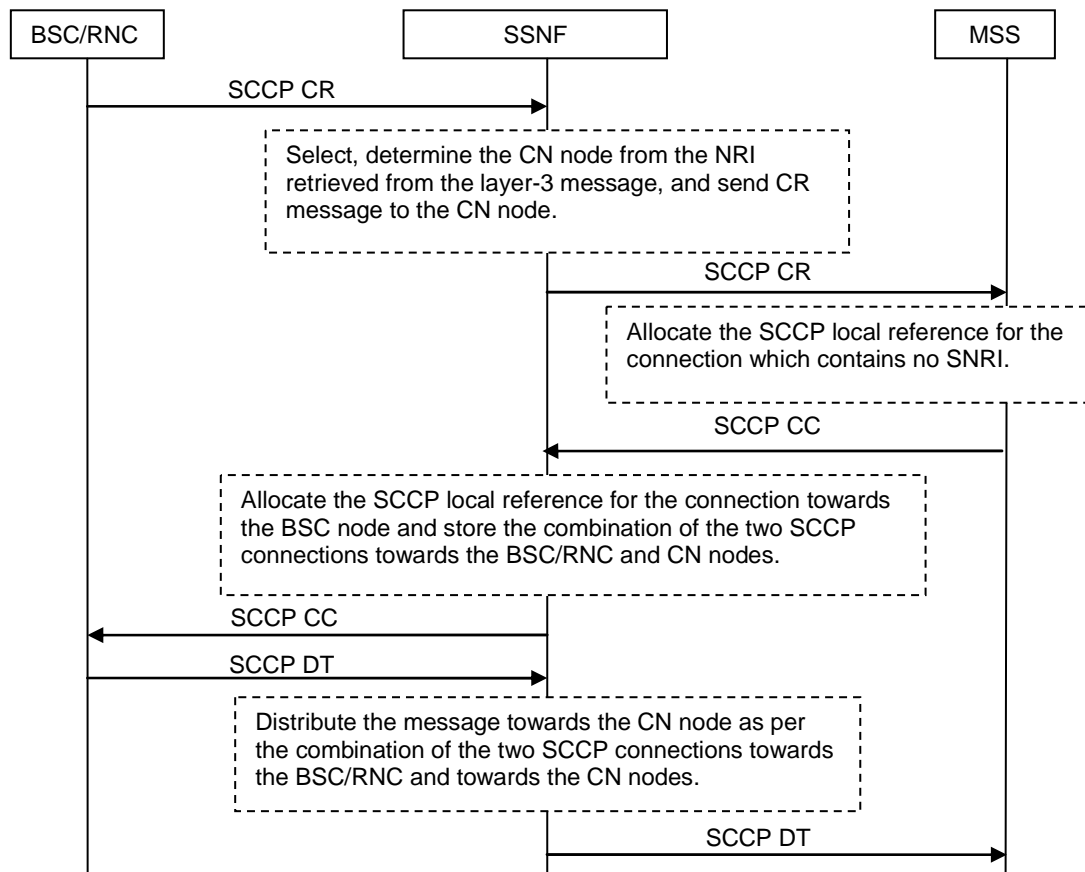 BSC/RNC
SSNF
MSS
SCCP CR
Select, determine the CN node from the NRI
retrieved from the layer-3 message, and send CR
message to the CN node.
SCCP CR
Allocate the SCCP local reference for the
connection which contains no SNRI.
SCCP CC
Allocate the SCCP local reference for the connection towards
the BSC node and store the combination of the two SCCP
connections towards the BSC/RNC and CN nodes.
SCCP CC
SCCP DT
Distribute the message towards the CN node as per
the combination of the two SCCP connections towards
the BSC/RNC and towards the CN nodes.
SCCP DT